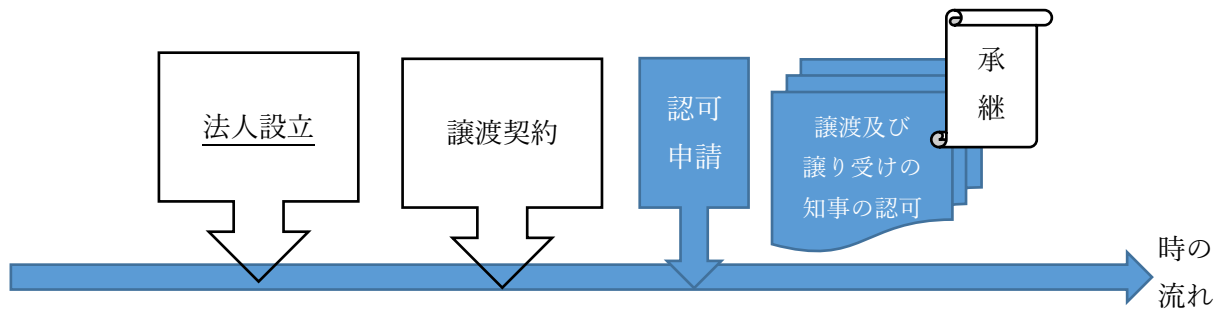 法人設立
譲渡契約
認可
申請
譲渡及び
譲り受けの
知事の認可
承
継
時の
流れ